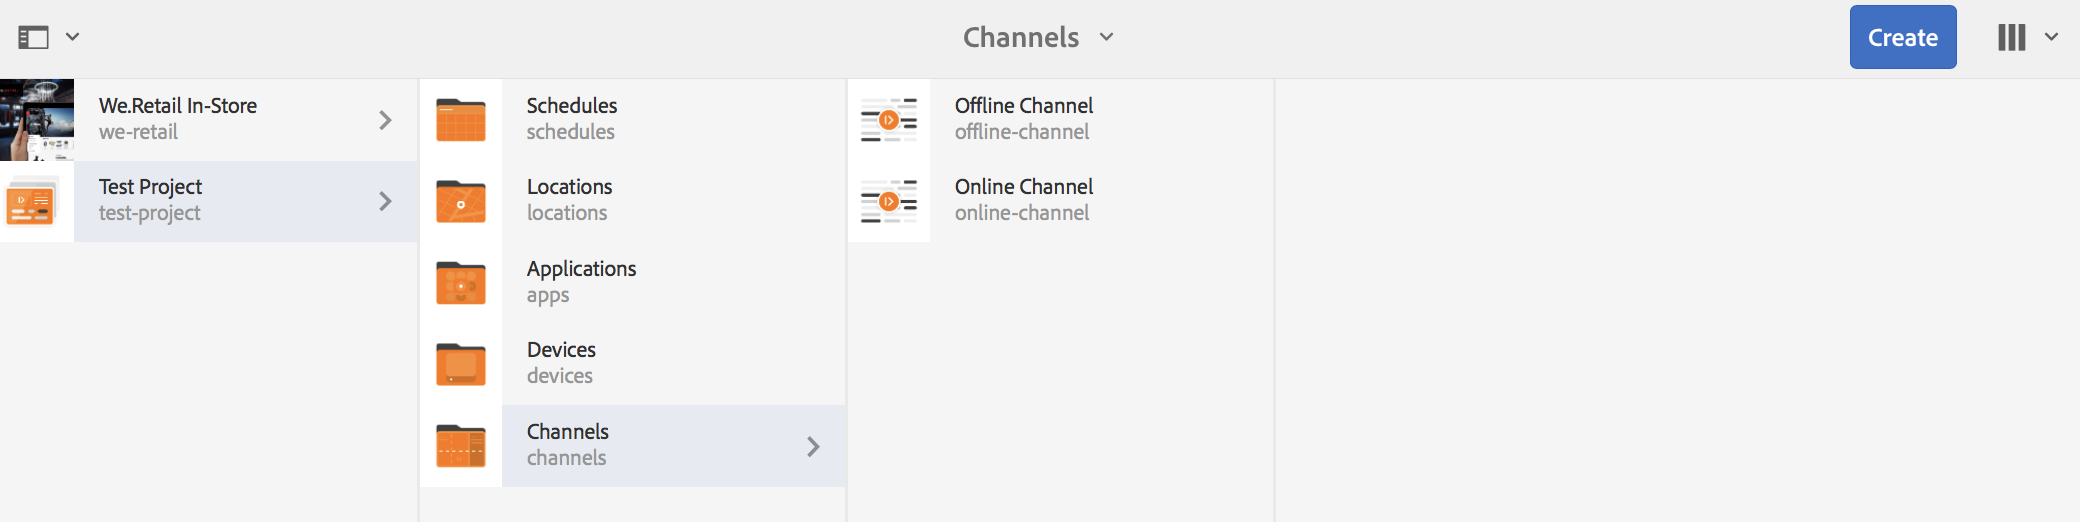 Channels
Create
We.Retail In-Store
we-retail
Test Project
test-project
Schedules
schedules
Locations
locations
Applications
apps
Devices
devices
Channels
channels
Offline Channel
offline-channel
Online Channel
online-channel